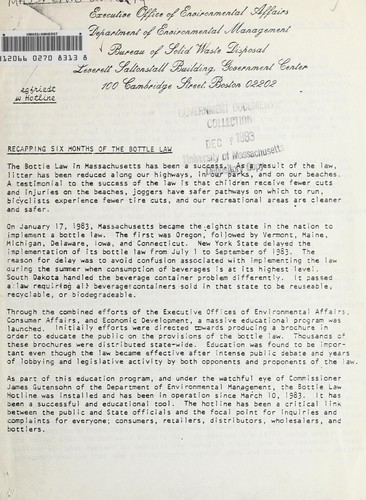 Executive Office of Environmental Affairs
Department of Environmental Management
Bureau of Solid Waste Disposal
Leverett Saltonstall Building, Government Center
100 Cambridge Street, Boston 02202
312066 0270 8313 8
w Hotline
GOVERNMENT DOCUMENTS
COLLECTION
DEC 1983
University of Massachusetts
Depository Copy
RECAPPING SIX MONTHS OF THE BOTTLE LAW
The Bottle Law in Massachusetts has been a success. As a result of the law,
litter has been reduced along our highways, in our parks, and on our beaches.
A testimonial to the success of the law is that children receive fewer cuts
and injuries on the beaches, joggers have safer pathways on which to run,
bicyclists experience fewer tire cuts, and our recreational areas are cleaner
and safer.
On January 17, 1983, Massachusetts became the eighth state in the nation to
implement a bottle law. The first was Oregon, followed by Vermont, Maine,
Michigan, Delaware, Iowa, and Connecticut. New York State delayed the
implementation of its bottle law from July 1 to September of 1983. The
reason for delay was to avoid confusion associated with implementing the law
during the summer when consumption of beverages is at its highest level.
South Dakota handled the beverage container problem differently. It passed
a law requiring all beverage containers sold in that state to be reuseable,
recyclable, or biodegradeable.
Through the combined efforts of the Executive Offices of Environmental Affairs,
Consumer Affairs, and Economic Development, a massive educational program was
launched. Initially efforts were directed towards producing a brochure in
order to educate the public on the provisions of the bottle law. Thousands of
these brochures were distributed state-wide. Education was found to be impor-
tant even though the law became effective after intense public debate and years
of lobbying and legislative activity by both opponents and proponents of the law.
As part of this education program, and under the watchful eye of Commissioner
James Gutensohn of the Department of Environmental Management, the Bottle Law
Hotline was installed and has been in operation since March 10, 1983. It has
been a successful and educational tool. The hotline has been a critical link
between the public and State officials and the focal point for inquiries and
complaints for everyone; consumers, retailers, distributors, wholesalers, and
bottlers.